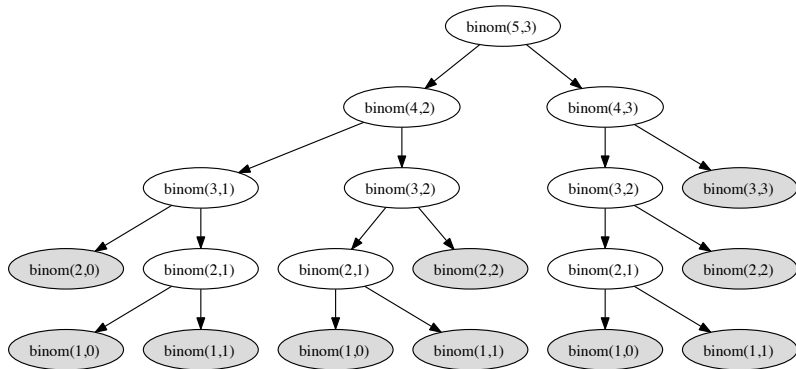 binom(5,3)
binom(4,2)
binom(4,3)
binom(3,1)
binom(3,2)
binom(3,2)
binom(3,3)
binom(2,0)
binom(2,1)
binom(2,1)
binom(2,2)
binom(2,1)
binom(2,2)
binom(1,0)
binom(1,1)
binom(1,0)
binom(1,1)
binom(1,0)
binom(1,1)